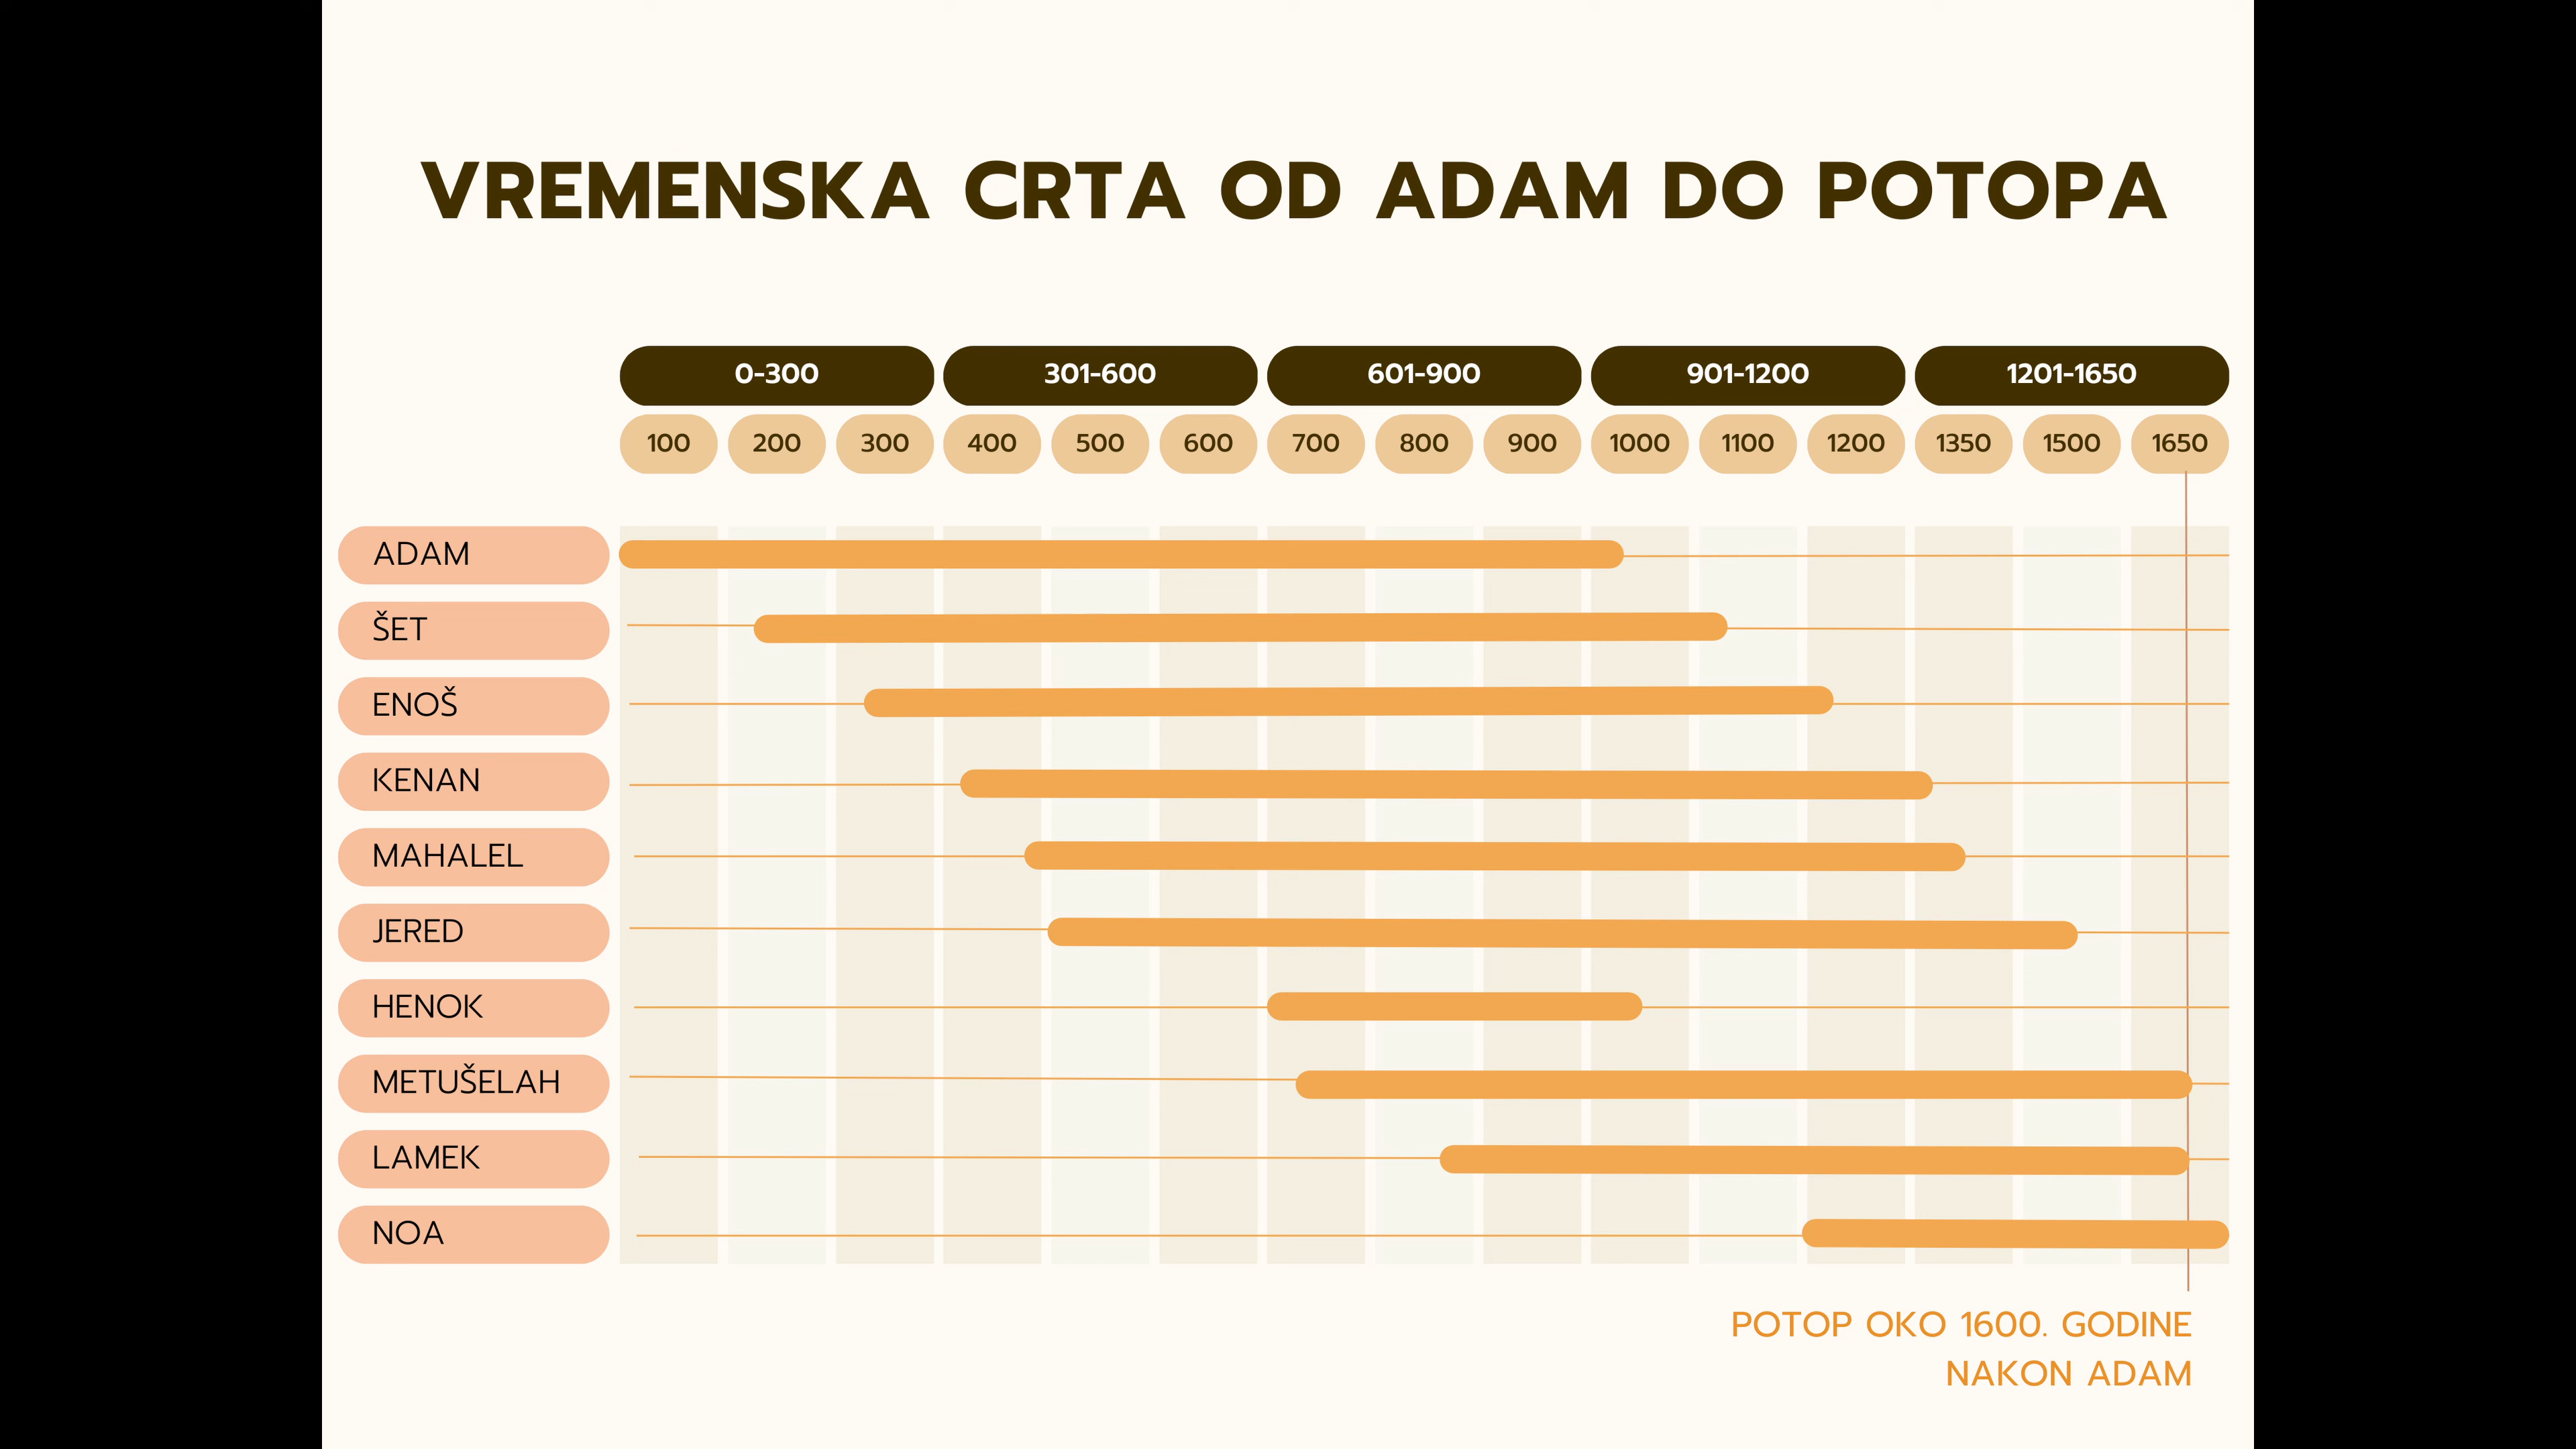 VREMENSKA CRTA OD ADAM DO POTOPA
0-300 301-600 601-900 901-1200 1201-1650
100 200 300 400 500 600 700 800 900 1000 1100 1200 1350 1500 1650
ADAM
ŠET
ENOŠ
KENAN
MAHALEL
JERED
HENOK
METUŠELAH
LAMEK
NOA
POTOP OKO 1600. GODINE
NAKON ADAM